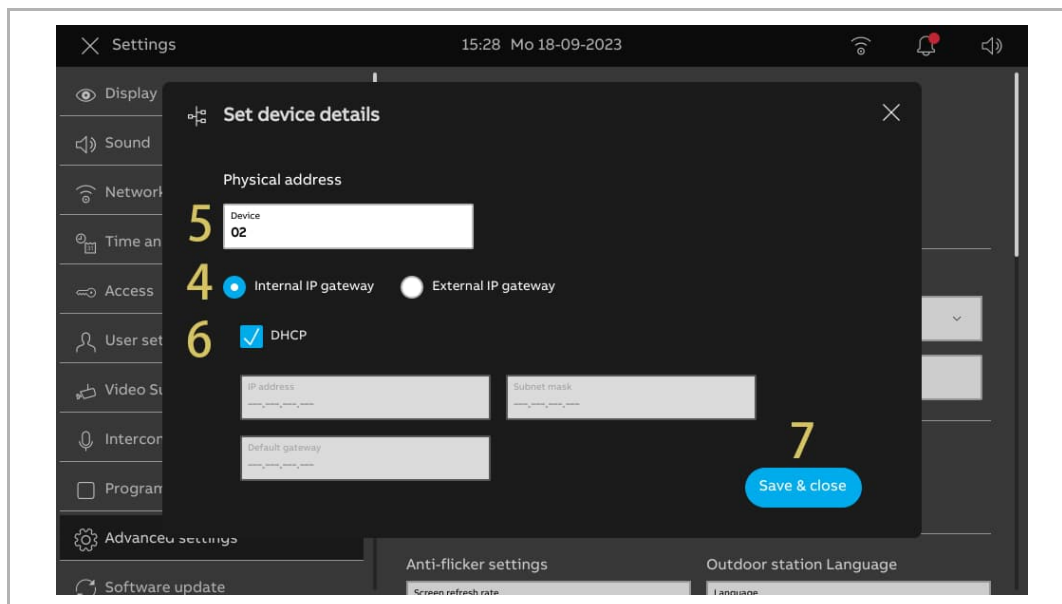 Settings
15:28 Mo 18-09-2023
Display
Set device details
Sound
Physical address
Network
Device
5
02
Time an
4
Internal IP gateway
External IP gateway
Access
6
DHCP
User set
Video Su
IP address
Subnet mask
---.---.---.---
---.---.---.---
Intercor
Default gateway
---.---.---.---
7
Program
Save & close
Advanced settings
Anti-flicker settings
Outdoor station Language
Software update
Screen refresh rate
Language